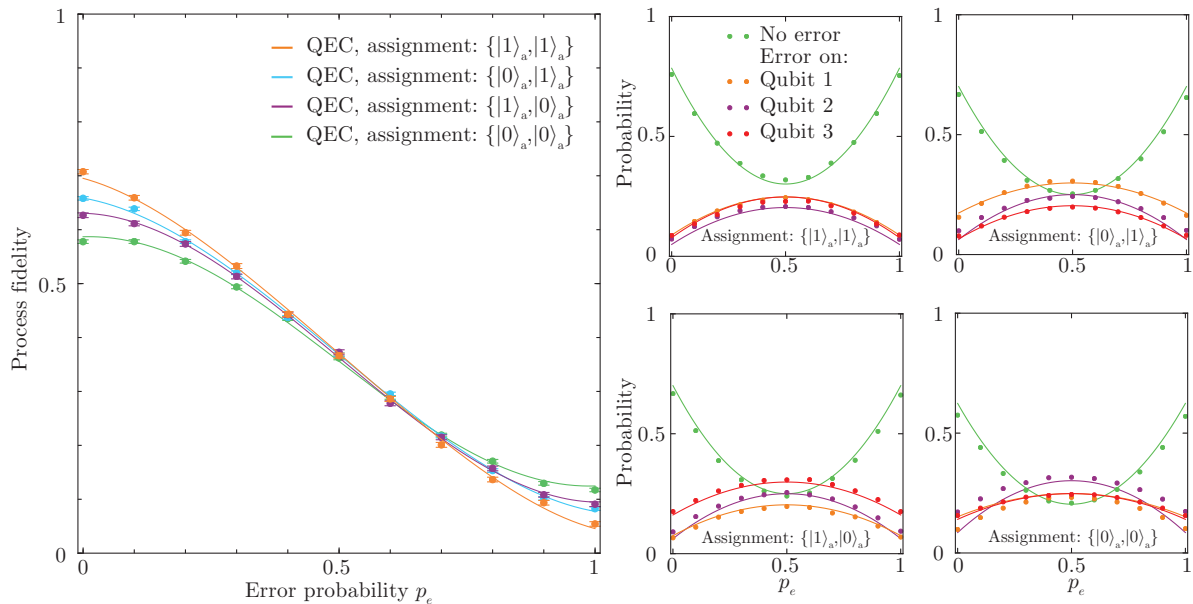 1
0.5
0
Process fidelity
QEC, assignment: {|1⟩ₐ,|1⟩ₐ}
QEC, assignment: {|0⟩ₐ,|1⟩ₐ}
QEC, assignment: {|1⟩ₐ,|0⟩ₐ}
QEC, assignment: {|0⟩ₐ,|0⟩ₐ}
0 0.5 1
Error probability pₑ
1
0.5
0
Probability
No error
Error on:
Qubit 1
Qubit 2
Qubit 3
Assignment: {|1⟩ₐ,|1⟩ₐ}
0 0.5 1
1
0.5
0
Assignment: {|0⟩ₐ,|1⟩ₐ}
0 0.5 1
1
0.5
0
Probability
Assignment: {|1⟩ₐ,|0⟩ₐ}
0 0.5 1
pₑ
1
0.5
0
Assignment: {|0⟩ₐ,|0⟩ₐ}
0 0.5 1
pₑ